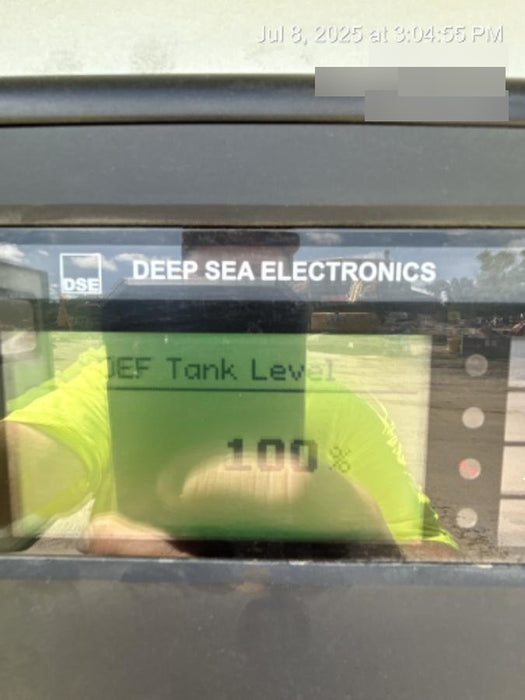 Jul 8, 2025 at 3:04:55 PM
DSE DEEP SEA ELECTRONICS
DEF Tank Level
100 %